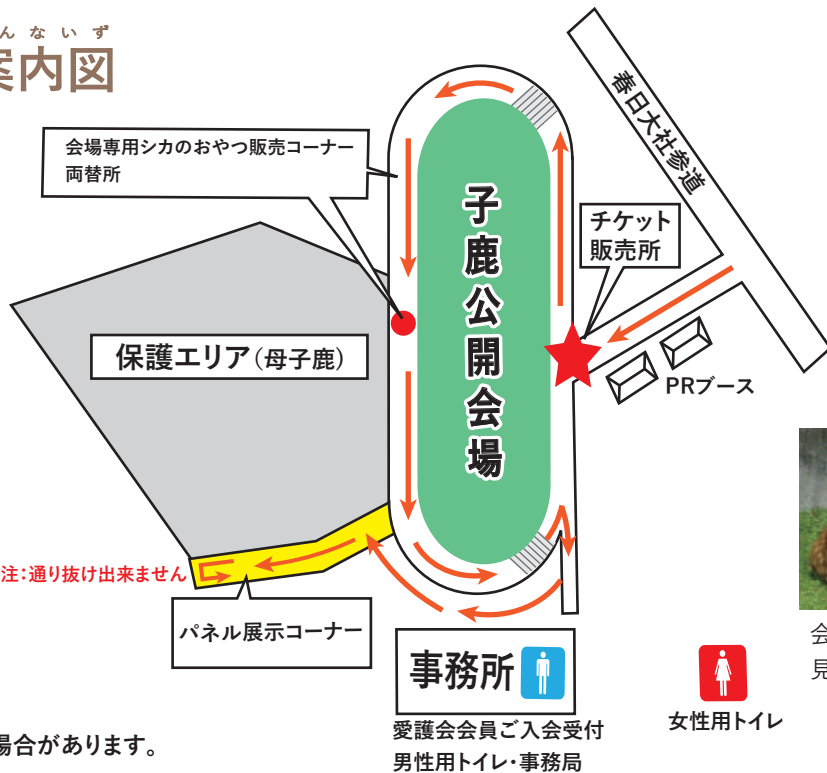 んないず
案内図
会場専用シカのおやつ販売コーナー
両替所
春日大社参道
子鹿公開会場
チケット
販売所
保護エリア(母子鹿)
PRブース
注:通り抜け出来ません
パネル展示コーナー
事務所
愛護会会員ご入会受付
男性用トイレ・事務局
女性用トイレ
会
見
場合があります。